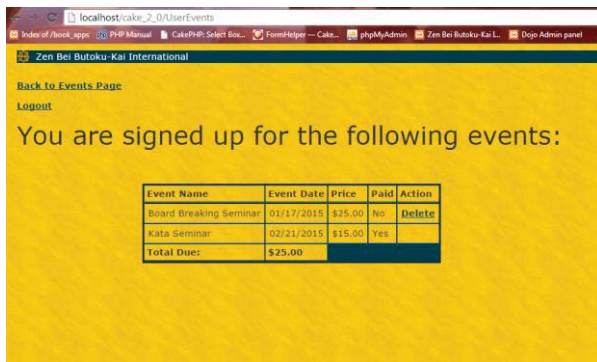 localhost/cake_2_0/UserEvents
Index of /book_apps PHP Manual CakePHP: Select Box... FormHelper — Cake... phpMyAdmin Zen Bei Butoku-Kai I... Dojo Admin panel
Zen Bei Butoku-Kai International
Back to Events Page
Logout
You are signed up for the following events:
Event Name Event Date Price Paid Action
Board Breaking Seminar 01/17/2015 $25.00 No Delete
Kata Seminar 02/21/2015 $15.00 Yes
Total Due: $25.00